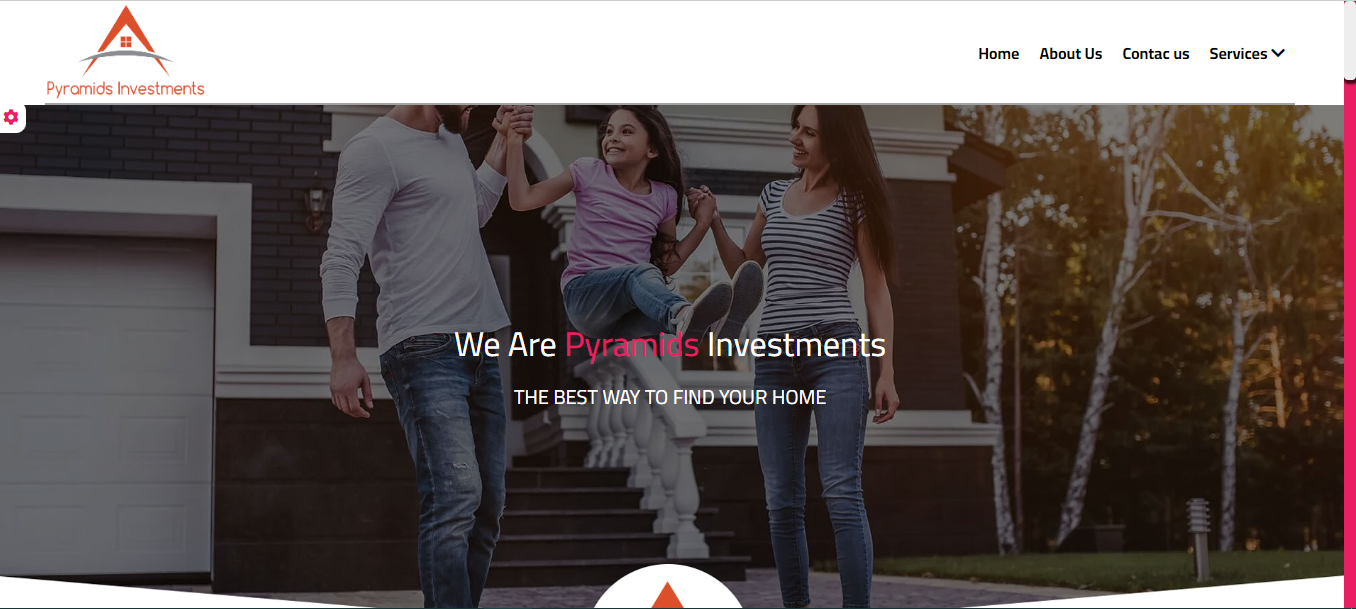 Pyramids Investments
Home About Us Contac us Services
We Are Pyramids Investments
THE BEST WAY TO FIND YOUR HOME